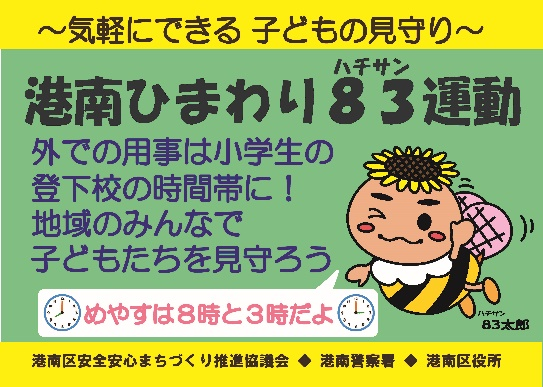 ～気軽にできる 子どもの見守り～
ハチサン
港南ひまわり83運動
外での用事は小学生の
登下校の時間帯に！
地域のみんなで
子どもたちを見守ろう
めやすは８時と３時だよ
ハチサン
83太郎
港南区安全安心まちづくり推進協議会 ◆ 港南警察署 ◆ 港南区役所